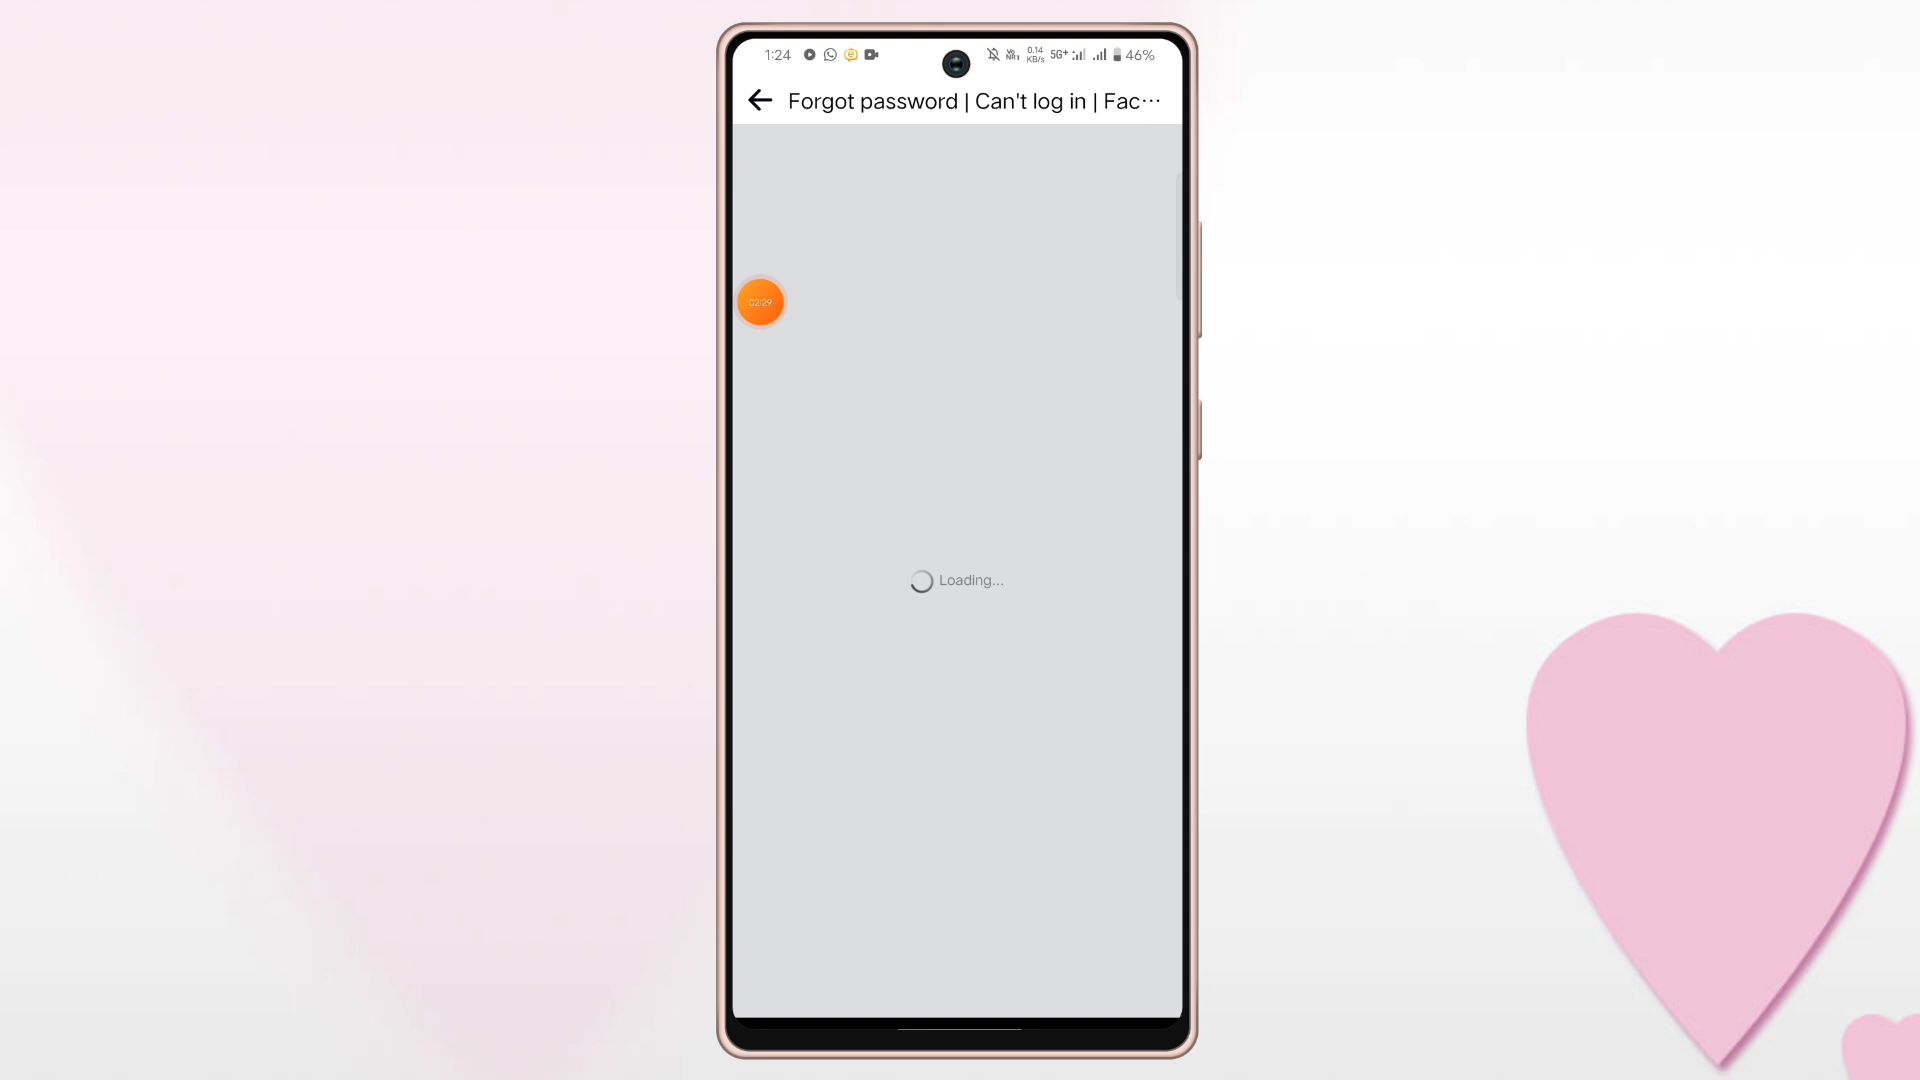 1:24 0.14 KB/s 5G+ 46%
Forgot password | Can't log in | Fac···
02:29
Loading...